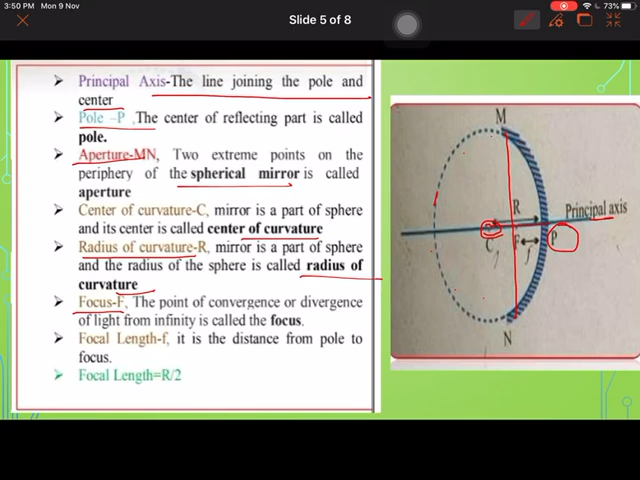 3:50 PM Mon 9 Nov
73%
Slide 5 of 8
Principal Axis-The line joining the pole and
center
Pole -P ,The center of reflecting part is called
pole.
Aperture-MN, Two extreme points on the
periphery of the spherical mirror is called
aperture
Center of curvature-C, mirror is a part of sphere
and its center is called center of curvature
Radius of curvature-R, mirror is a part of sphere
and the radius of the sphere is called radius of
curvature
Focus-F, The point of convergence or divergence
of light from infinity is called the focus.
Focal Length-f, it is the distance from pole to
focus.
Focal Length=R/2
M
R
Principal axis
C
F
f
P
N